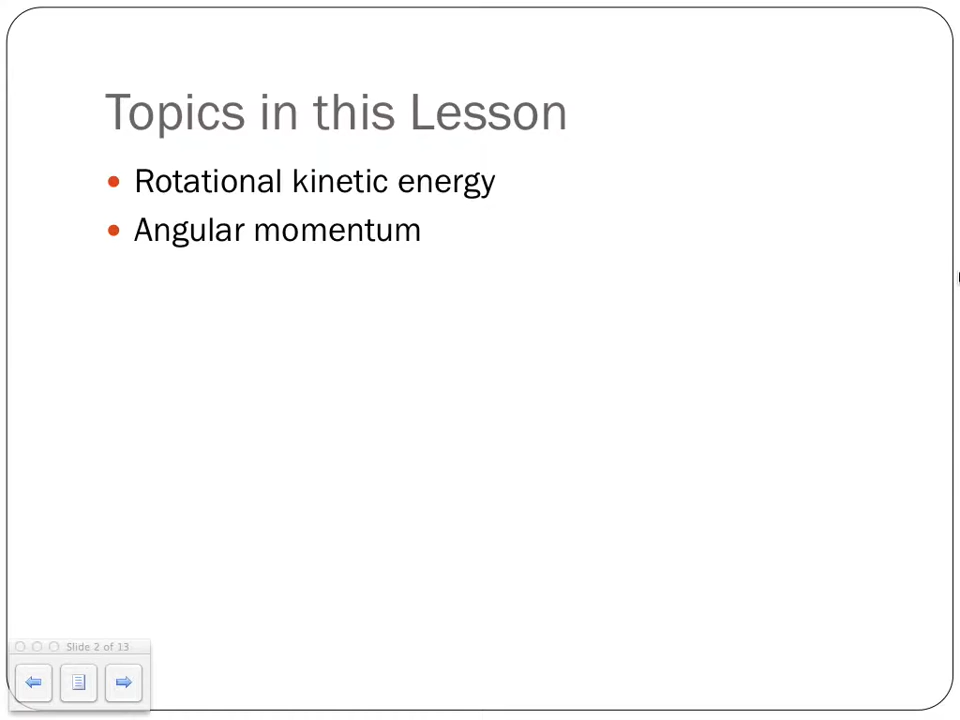 Topics in this Lesson
Rotational kinetic energy
Angular momentum
Slide 2 of 13